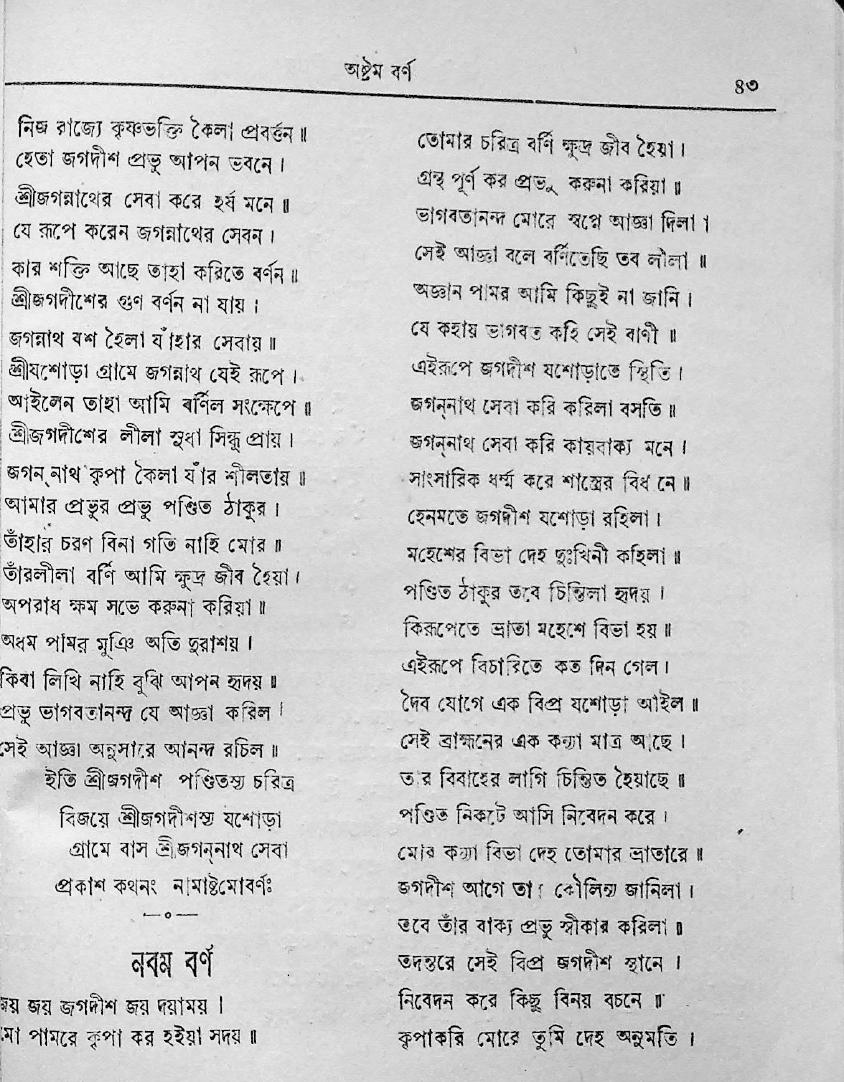 অষ্টম বর্ণ
৪৩
নিজ রাজ্যে কৃষ্ণভক্তি কৈলা প্রবর্ত্তন ॥
হেতা জগদীশ প্রভু আপন ভবনে ।
শ্রীজগন্নাথের সেবা করে হর্ষ মনে ॥
যে রূপে করেন জগন্নাথের সেবন ।
কার শক্তি আছে তাহা করিতে বর্ণন ॥
শ্রীজগদীশের গুণ বর্ণন না যায় ।
জগন্নাথ বশ হৈলা যাঁহার সেবায় ॥
শ্রীযশোড়া গ্রামে জগন্নাথ যেই রূপে ।
আইলেন তাহা আমি বর্ণিল সংক্ষেপে ॥
শ্রীজগদীশের লীলা সুধা সিন্ধু প্রায় ।
জগন্নাথ কৃপা কৈলা যাঁর শীলতায় ॥
আমার প্রভুর প্রভু পণ্ডিত ঠাকুর ।
তাঁহার চরণ বিনা গতি নাহি মোর ॥
তাঁরলীলা বর্ণি আমি ক্ষুদ্র জীব হৈয়া ।
অপরাধ ক্ষম সভে করুনা করিয়া ॥
অধম পামর মুঞি অতি দুরাশয় ।
কিবা লিখি নাহি বুঝি আপন হৃদয় ॥
প্রভু ভাগবতানন্দ যে আজ্ঞা করিল ।
সেই আজ্ঞা অনুসারে আনন্দ রচিল ॥
ইতি শ্রীজগদীশ পণ্ডিতস্য চরিত্র
বিজয়ে শ্রীজগদীশস্য যশোড়া
গ্রামে বাস শ্রীজগন্নাথ সেবা
প্রকাশ কথনং নামাষ্টমোবর্ণঃ
—০—
নবম বর্ণ
জয় জয় জগদীশ জয় দয়াময় ।
মো পামরে কৃপা কর হইয়া সদয় ॥
তোমার চরিত্র বর্ণি ক্ষুদ্র জীব হৈয়া ।
গ্রন্থ পূর্ণ কর প্রভু করুনা করিয়া ॥
ভাগবতানন্দ মোরে স্বপ্নে আজ্ঞা দিলা ।
সেই আজ্ঞা বলে বর্ণিতেছি তব লীলা ॥
অজ্ঞান পামর আমি কিছুই না জানি ।
যে কহায় ভাগবত কহি সেই বাণী ॥
এইরূপে জগদীশ যশোড়াতে স্থিতি ।
জগন্নাথ সেবা করি করিলা বসতি ॥
জগন্নাথ সেবা করি কায়বাক্য মনে ।
সাংসারিক ধর্ম্ম করে শাস্ত্রের বিধানে ॥
হেনমতে জগদীশ যশোড়া রহিলা ।
মহেশের বিভা দেহ দুঃখিনী কহিলা ॥
পণ্ডিত ঠাকুর তবে চিন্তিলা হৃদয় ।
কিরূপেতে ভ্রাতা মহেশে বিভা হয় ॥
এইরূপে বিচারিতে কত দিন গেল ।
দৈব যোগে এক বিপ্র যশোড়া আইল ॥
সেই ব্রাহ্মনের এক কন্যা মাত্র আছে ।
তার বিবাহের লাগি চিন্তিত হৈয়াছে ॥
পণ্ডিত নিকটে আসি নিবেদন করে ।
মোর কন্যা বিভা দেহ তোমার ভ্রাতারে ॥
জগদীশ আগে তার কৌলিন্য জানিলা ।
তবে তাঁর বাক্য প্রভু স্বীকার করিলা ॥
তদন্তরে সেই বিপ্র জগদীশ স্থানে ।
নিবেদন করে কিছু বিনয় বচনে ॥
কৃপাকরি মোরে তুমি দেহ অনুমতি ।